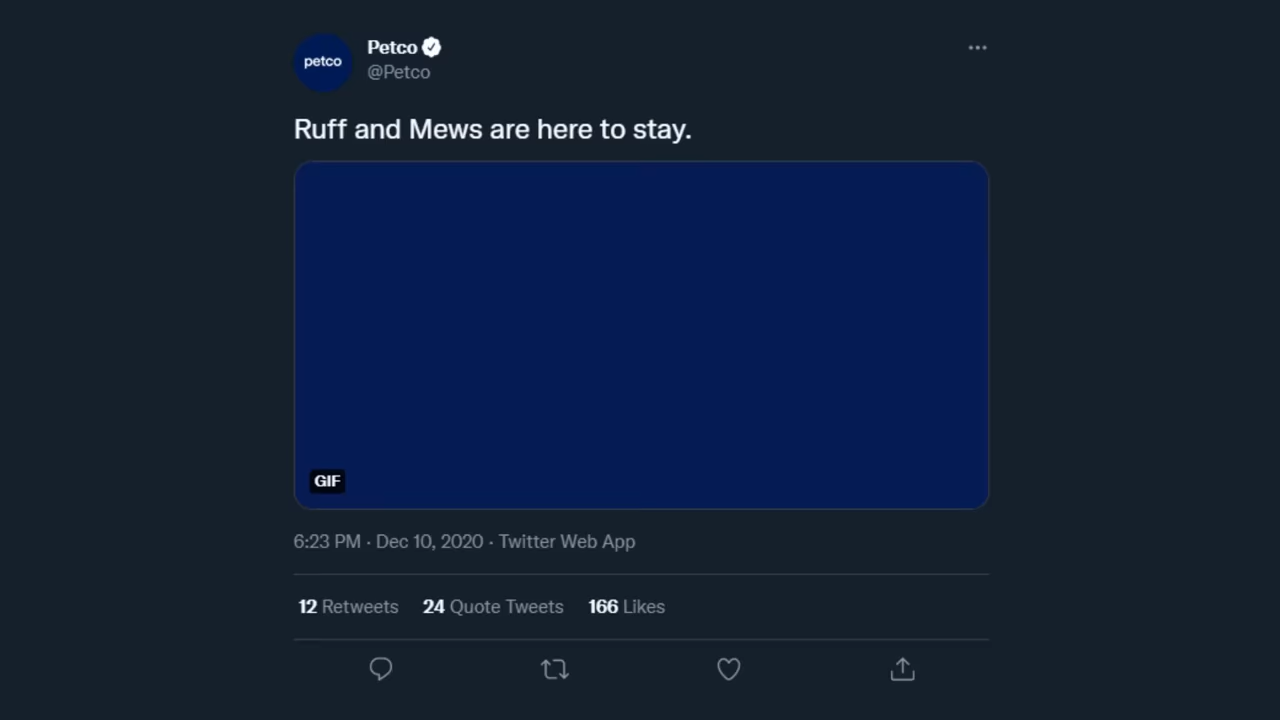 petco
Petco
@Petco
Ruff and Mews are here to stay.
GIF
6:23 PM · Dec 10, 2020 · Twitter Web App
12 Retweets 24 Quote Tweets 166 Likes